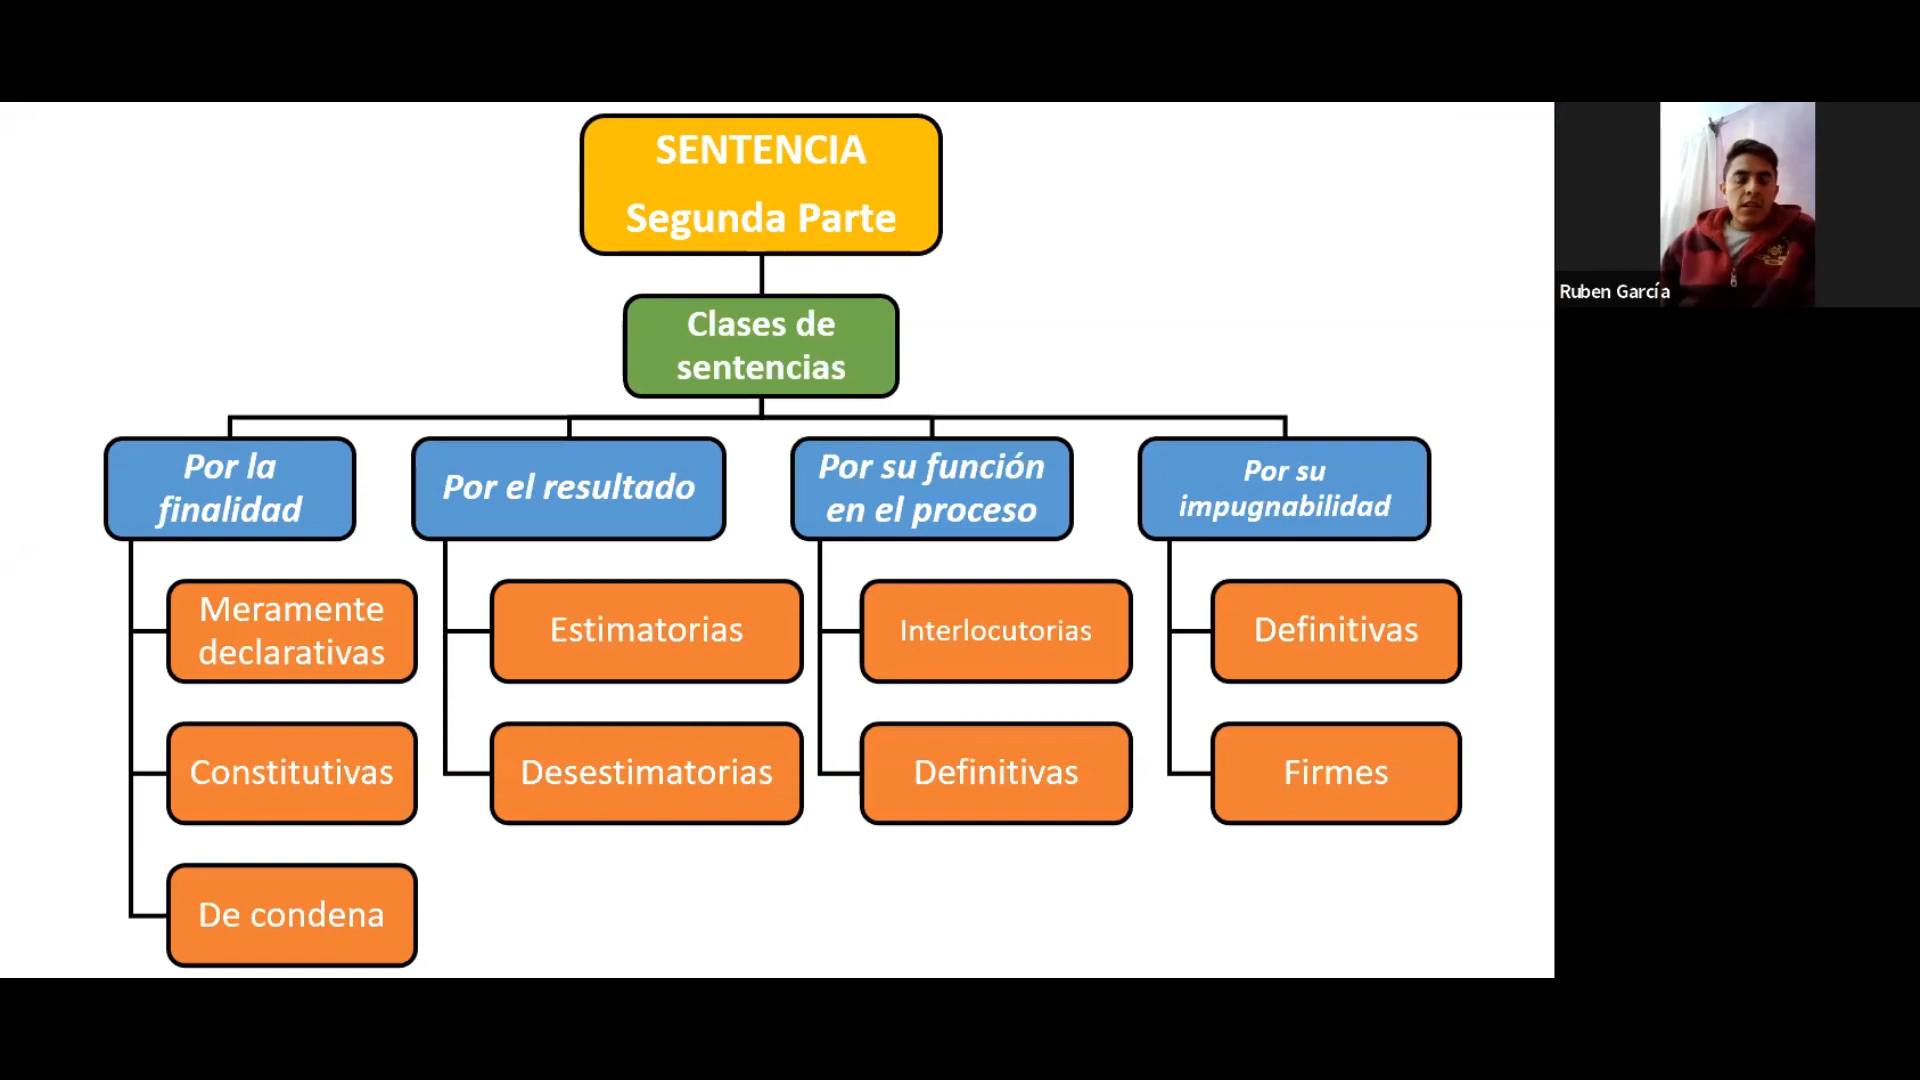 SENTENCIA
Segunda Parte
Clases de
sentencias
Por la
finalidad
Por el resultado
Por su función
en el proceso
Por su
impugnabilidad
Meramente
declarativas
Estimatorias
Interlocutorias
Definitivas
Constitutivas
Desestimatorias
Definitivas
Firmes
De condena
Ruben García